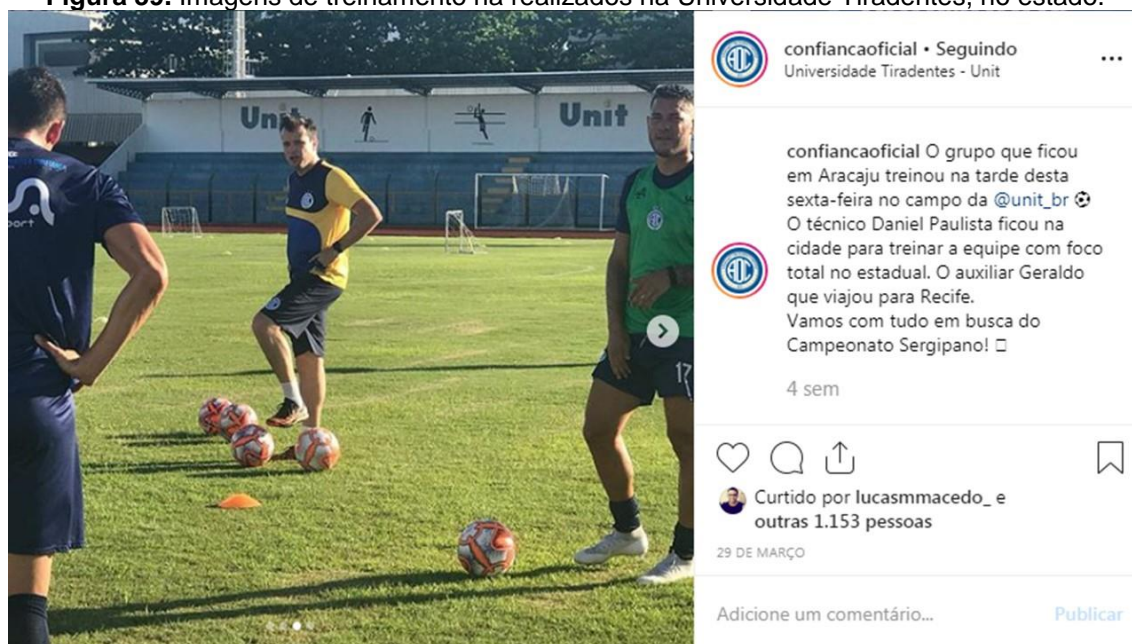 Figura 39. Imagens de treinamento na realizados na Universidade Tiradentes, no estado.
Unit
Unit
port
17
confiancaoficial • Seguindo
Universidade Tiradentes - Unit
confiancaoficial O grupo que ficou
em Aracaju treinou na tarde desta
sexta-feira no campo da @unit_br ⚽
O técnico Daniel Paulista ficou na
cidade para treinar a equipe com foco
total no estadual. O auxiliar Geraldo
que viajou para Recife.
Vamos com tudo em busca do
Campeonato Sergipano! □
4 sem
Curtido por lucasmmacedo_ e
outras 1.153 pessoas
29 DE MARÇO
Adicione um comentário...
Publicar